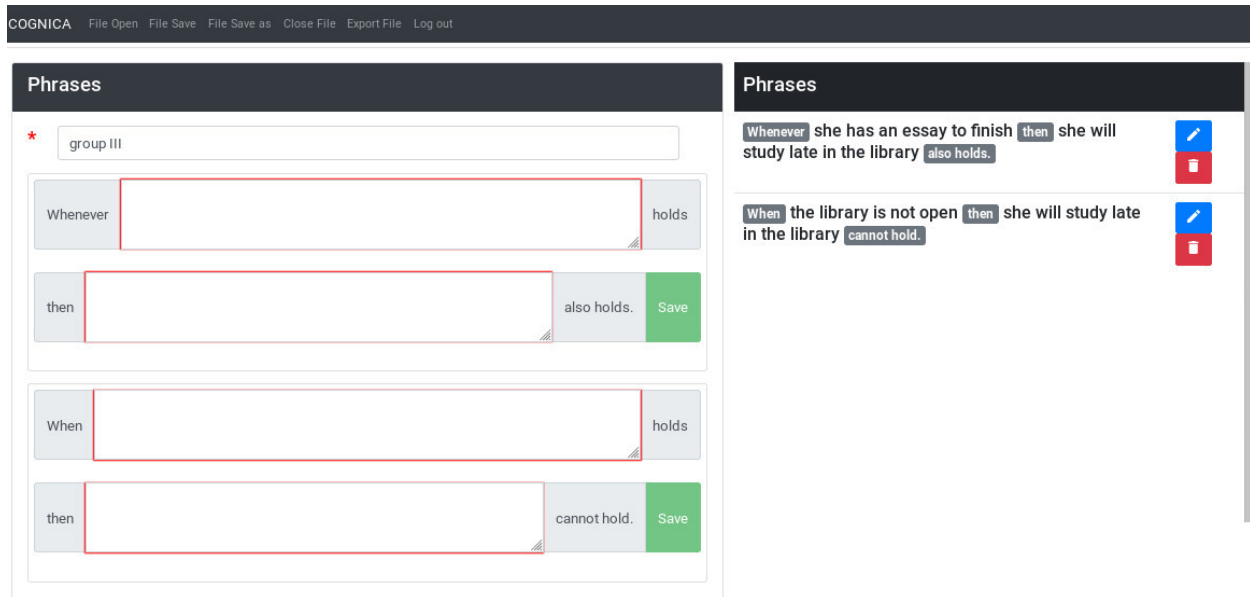 COGNICA File Open File Save File Save as Close File Export File Log out
Phrases
* group III
Whenever holds
then also holds. Save
When holds
then cannot hold. Save
Phrases
Whenever she has an essay to finish then she will
study late in the library also holds.
When the library is not open then she will study late
in the library cannot hold.